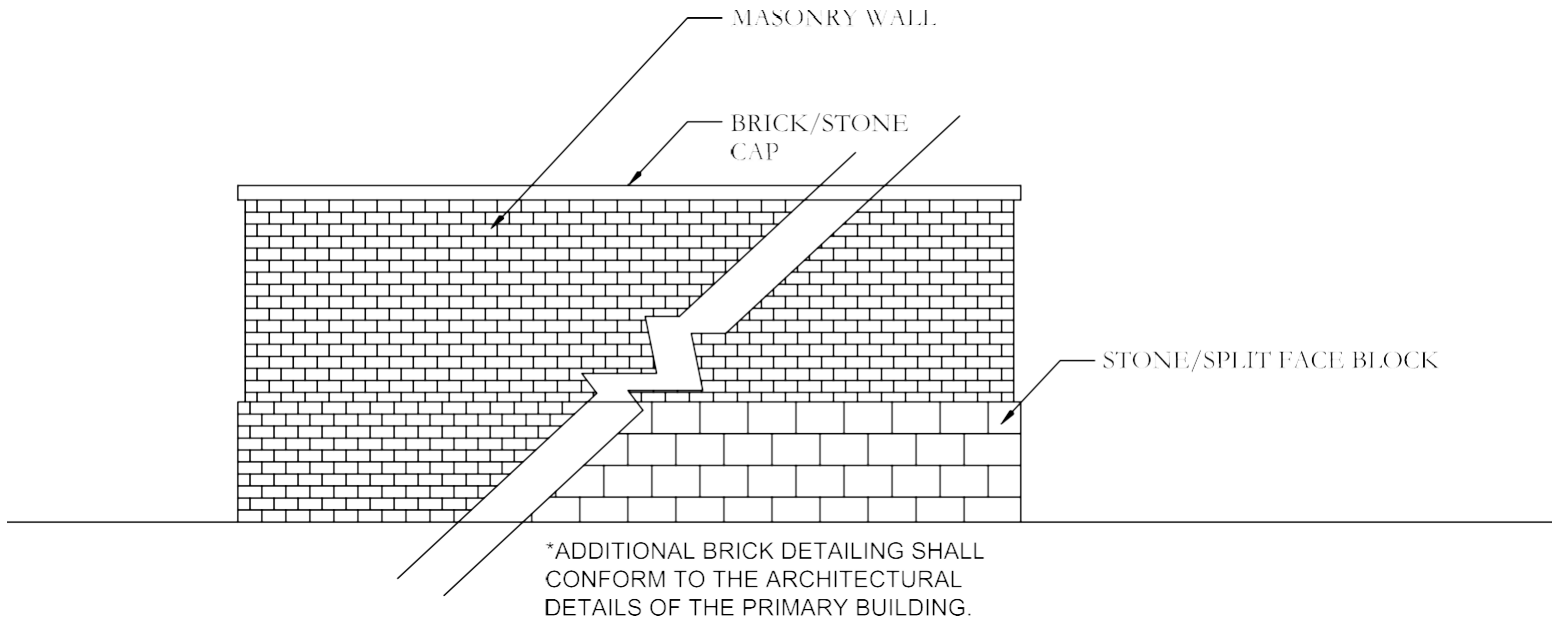 MASONRY WALL
BRICK/STONE
CAP
STONE/SPLIT FACE BLOCK
*ADDITIONAL BRICK DETAILING SHALL
CONFORM TO THE ARCHITECTURAL
DETAILS OF THE PRIMARY BUILDING.